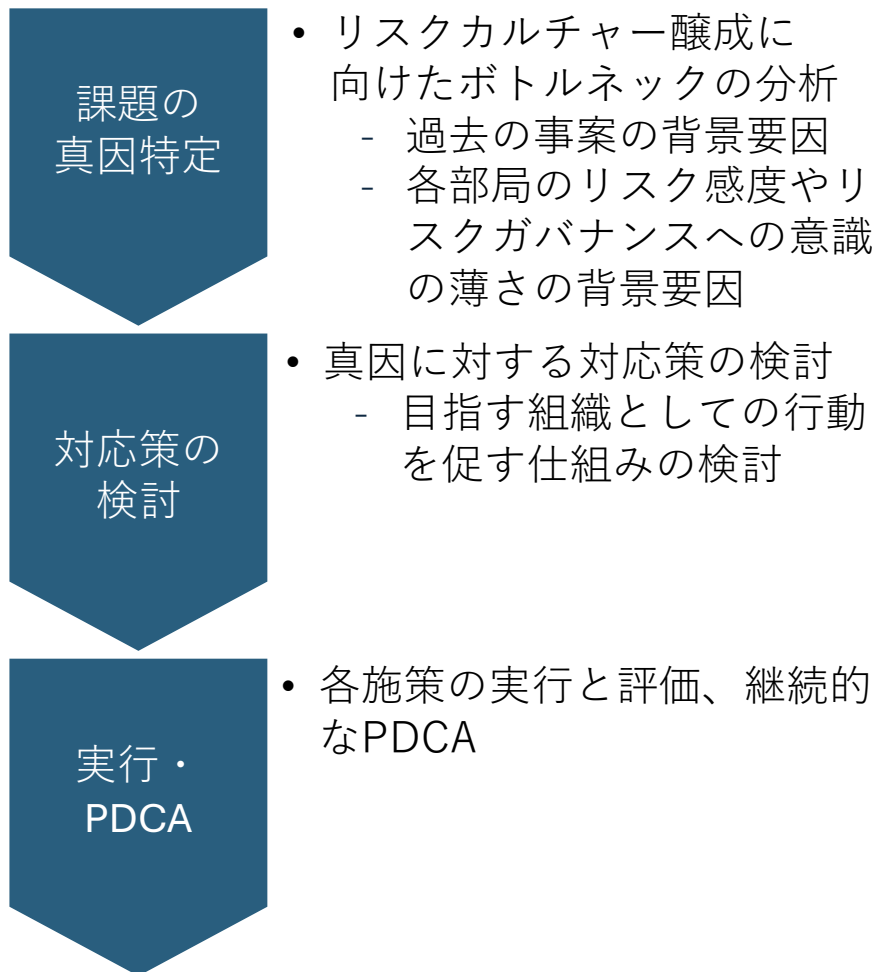 課題の
真因特定
• リスクカルチャー醸成に
向けたボトルネックの分析
- 過去の事案の背景要因
- 各部局のリスク感度やリ
スクガバナンスへの意識
の薄さの背景要因
対応策の
検討
• 真因に対する対応策の検討
- 目指す組織としての行動
を促す仕組みの検討
実行・
PDCA
• 各施策の実行と評価、継続的
なPDCA